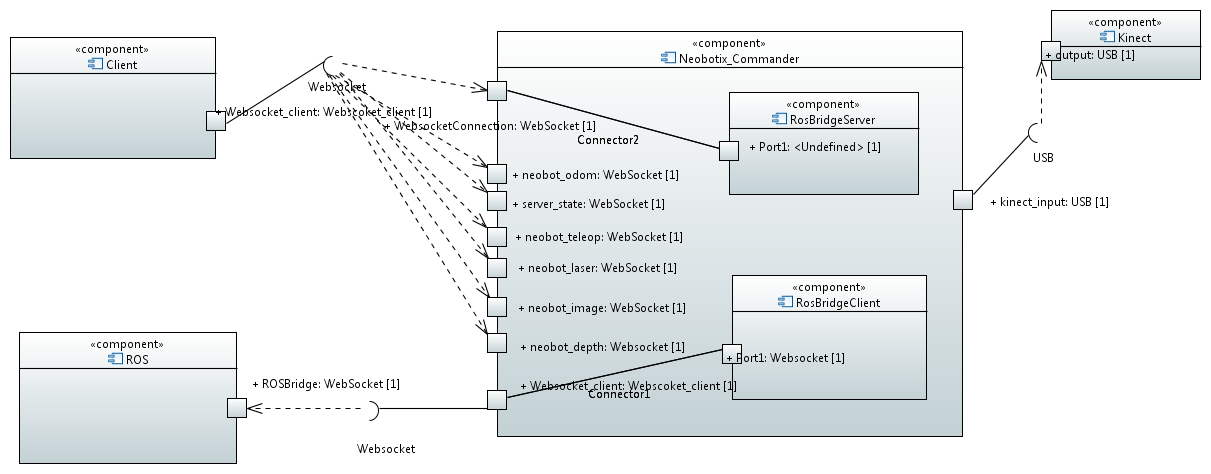 «component»
Client
+ Websocket_client: Webscoket_client [1]
Websocket
«component»
Neobotix_Commander
+ WebsocketConnection: WebSocket [1]
Connector2
«component»
RosBridgeServer
+ Port1: <Undefined> [1]
+ neobot_odom: WebSocket [1]
+ server_state: WebSocket [1]
+ neobot_teleop: WebSocket [1]
+ neobot_laser: WebSocket [1]
+ neobot_image: WebSocket [1]
+ neobot_depth: Websocket [1]
+ Websocket_client: Webscoket_client [1]
Connector1
«component»
RosBridgeClient
+ Port1: Websocket [1]
«component»
Kinect
+ output: USB [1]
USB
+ kinect_input: USB [1]
«component»
ROS
+ ROSBridge: WebSocket [1]
Websocket